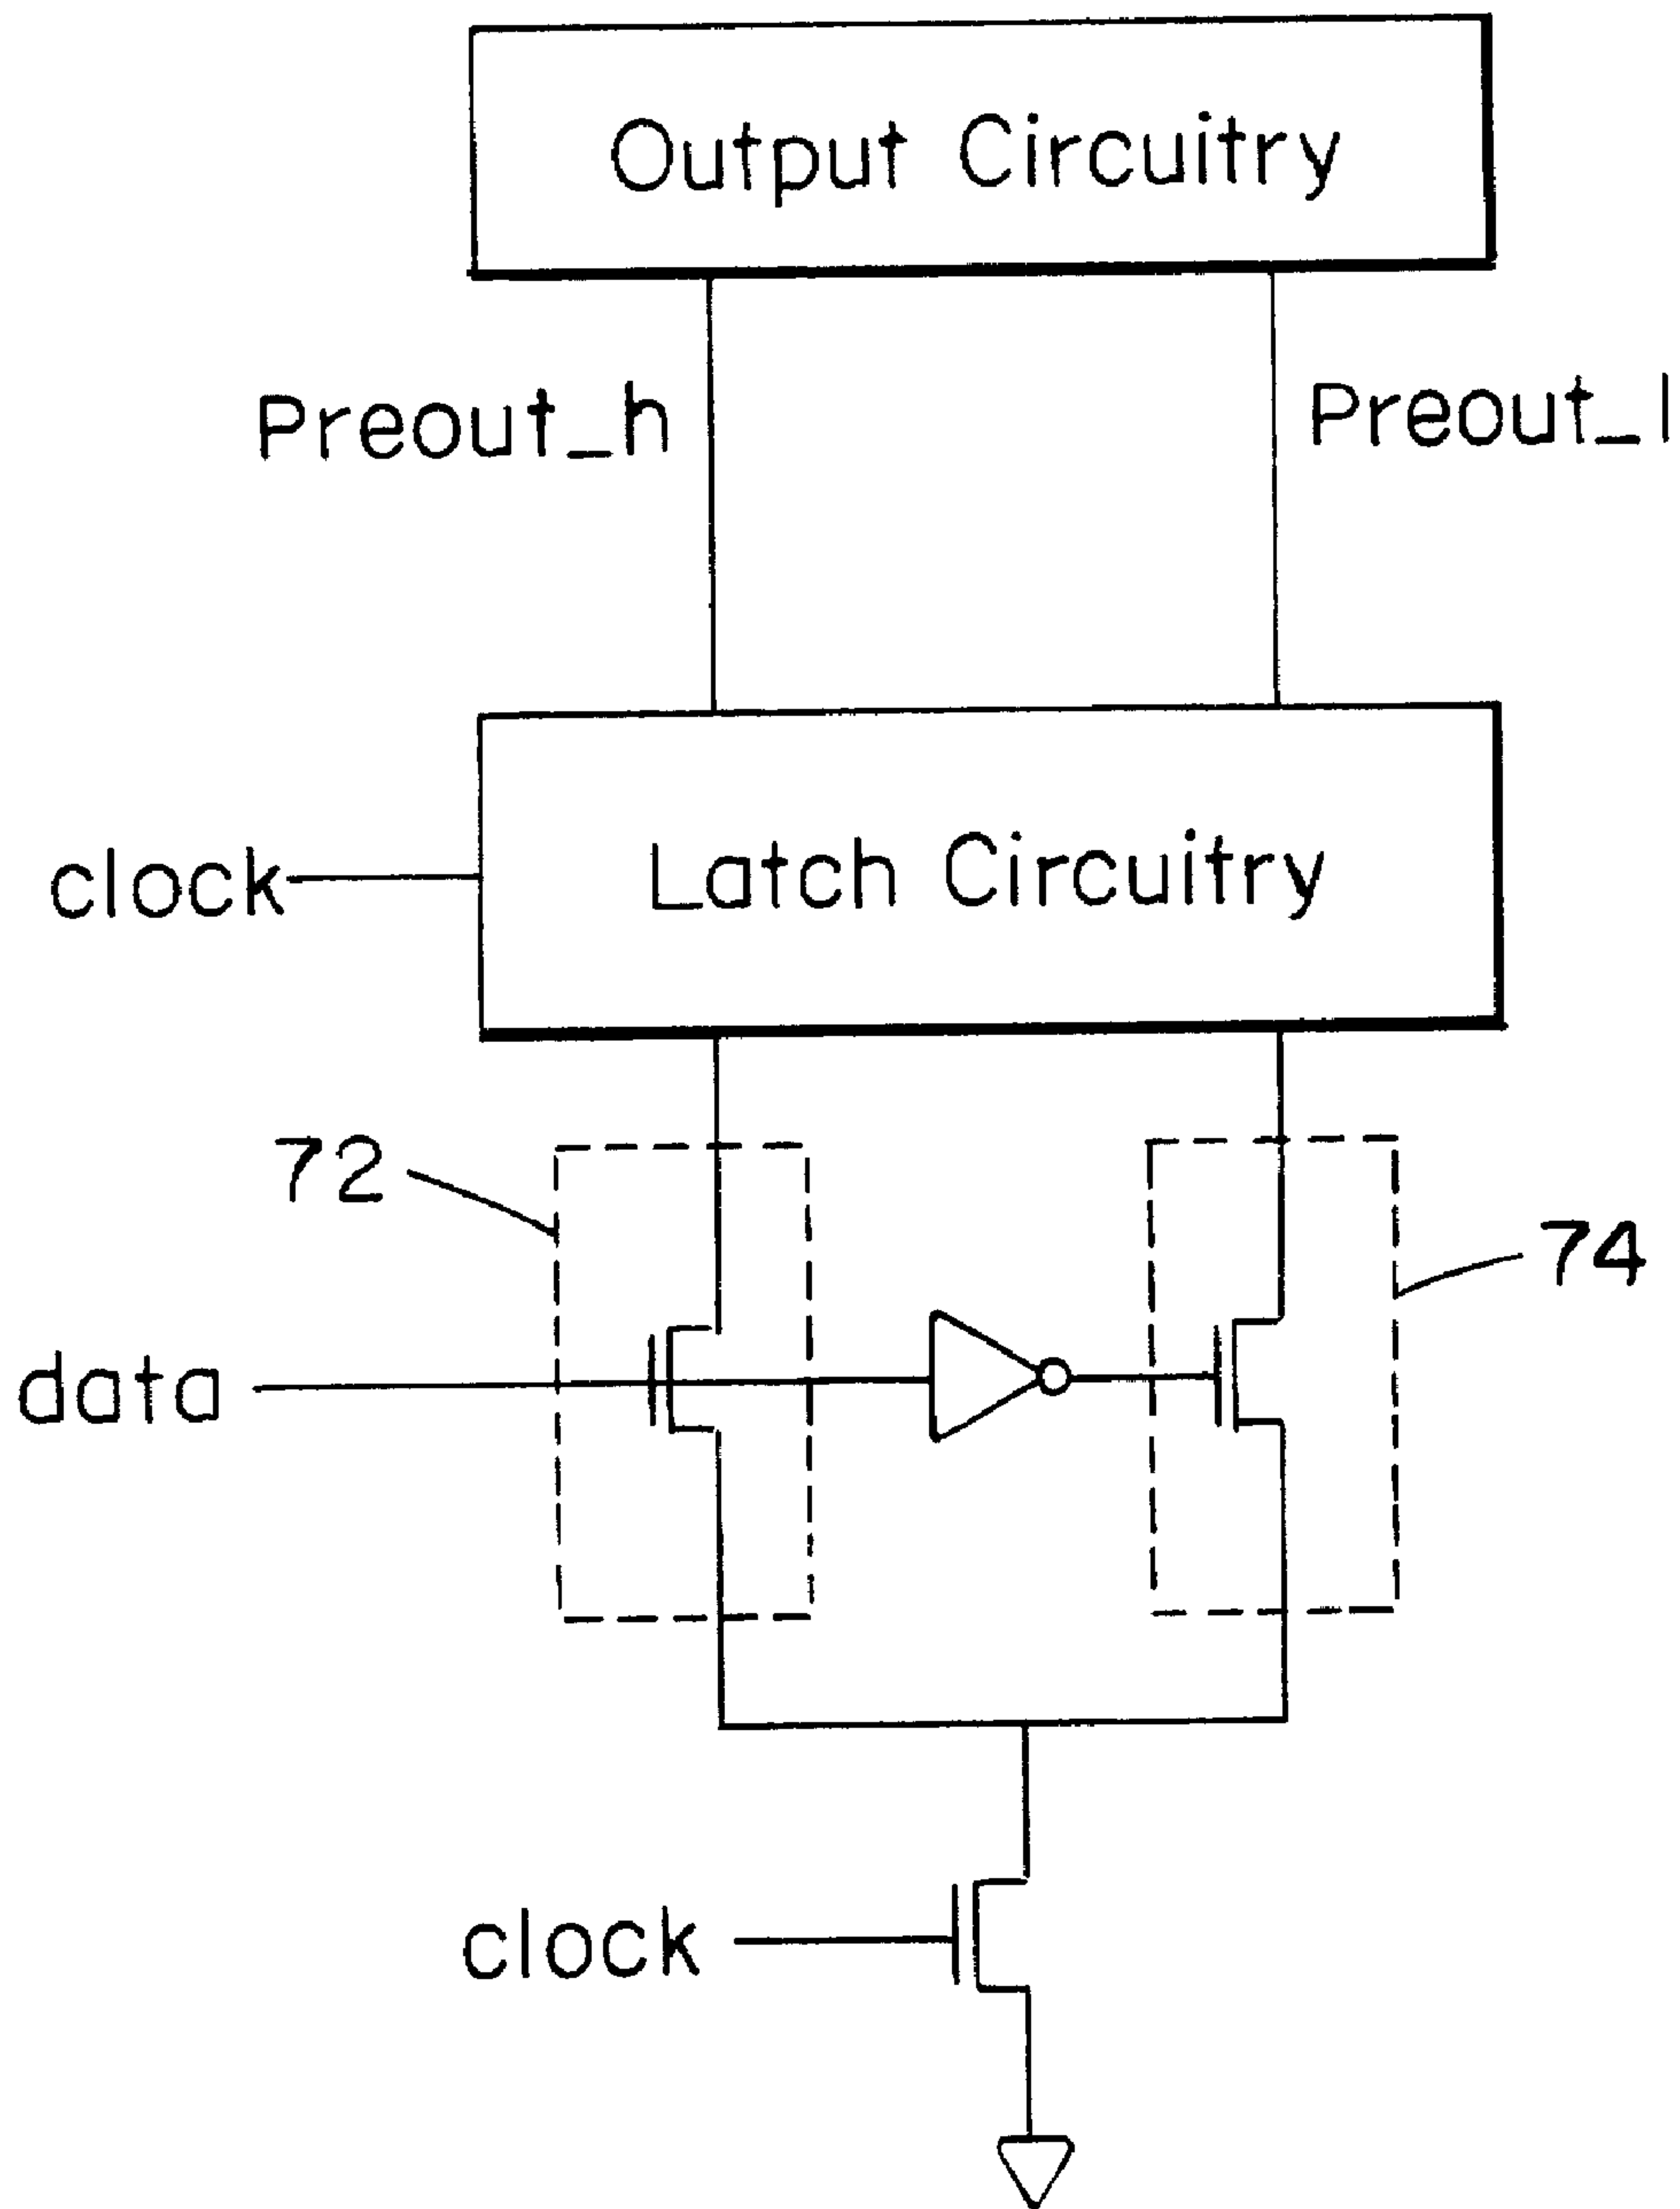 Output Circuitry
Preout_h
Preout_l
clock
Latch Circuitry
72
74
data
clock